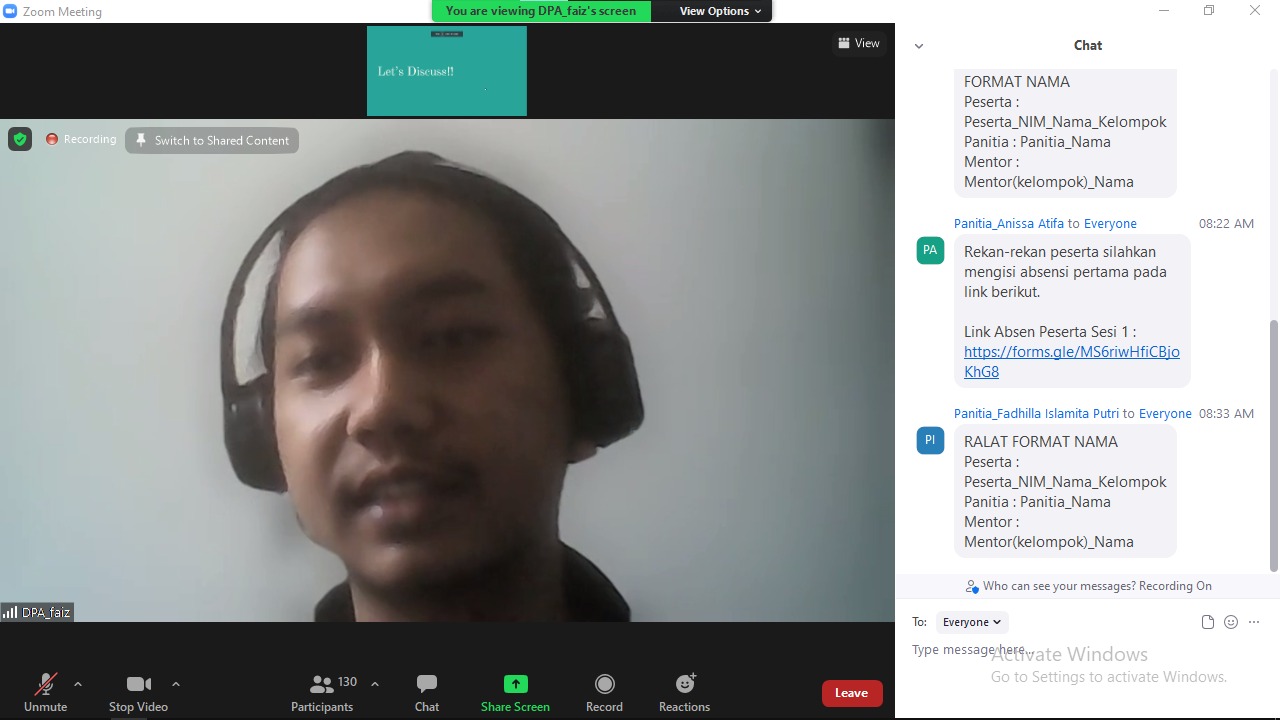 Zoom Meeting
You are viewing DPA_faiz's screen
View Options
Let's Discuss!!
View
Recording
Switch to Shared Content
DPA_faiz
Unmute
Stop Video
130
Participants
Chat
Share Screen
Record
Reactions
Leave
Chat
FORMAT NAMA
Peserta :
Peserta_NIM_Nama_Kelompok
Panitia : Panitia_Nama
Mentor :
Mentor(kelompok)_Nama
Panitia_Anissa Atifa to Everyone 08:22 AM
PA
Rekan-rekan peserta silahkan
mengisi absensi pertama pada
link berikut.
Link Absen Peserta Sesi 1 :
https://forms.gle/MS6riwHfiCBjo
KhG8
Panitia_Fadhilla Islamita Putri to Everyone 08:33 AM
PI
RALAT FORMAT NAMA
Peserta :
Peserta_NIM_Nama_Kelompok
Panitia : Panitia_Nama
Mentor :
Mentor(kelompok)_Nama
Who can see your messages? Recording On
To: Everyone
Type message here...
Activate Windows
Go to Settings to activate Windows.